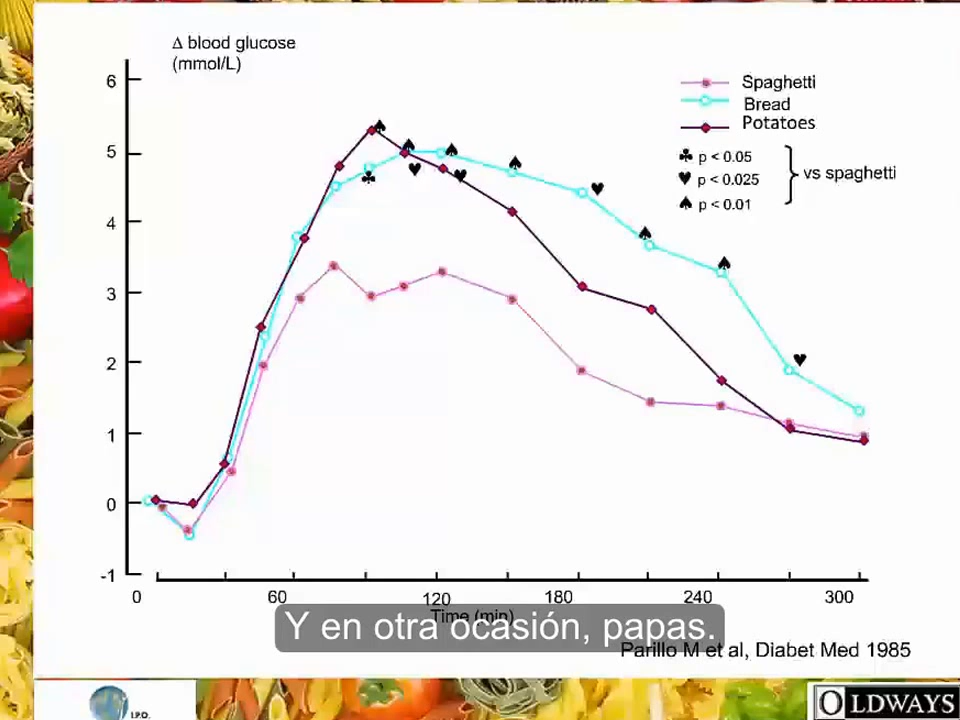 Δ blood glucose
(mmol/L)
6
5
4
3
2
1
0
-1
Spaghetti
Bread
Potatoes
♣ p < 0.05
♥ p < 0.025
♠ p < 0.01
vs spaghetti
0 60 120 180 240 300
Time (min)
Y en otra ocasión, papas.
Parillo M et al, Diabet Med 1985
I.P.O.
OLDWAYS